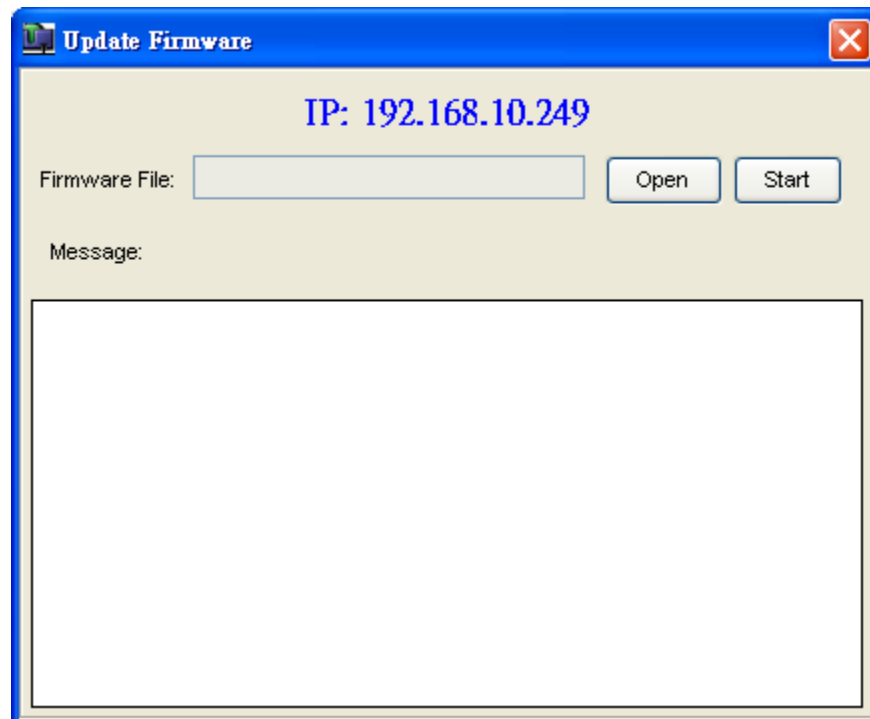 Update Firmware
IP: 192.168.10.249
Firmware File: Open Start
Message: